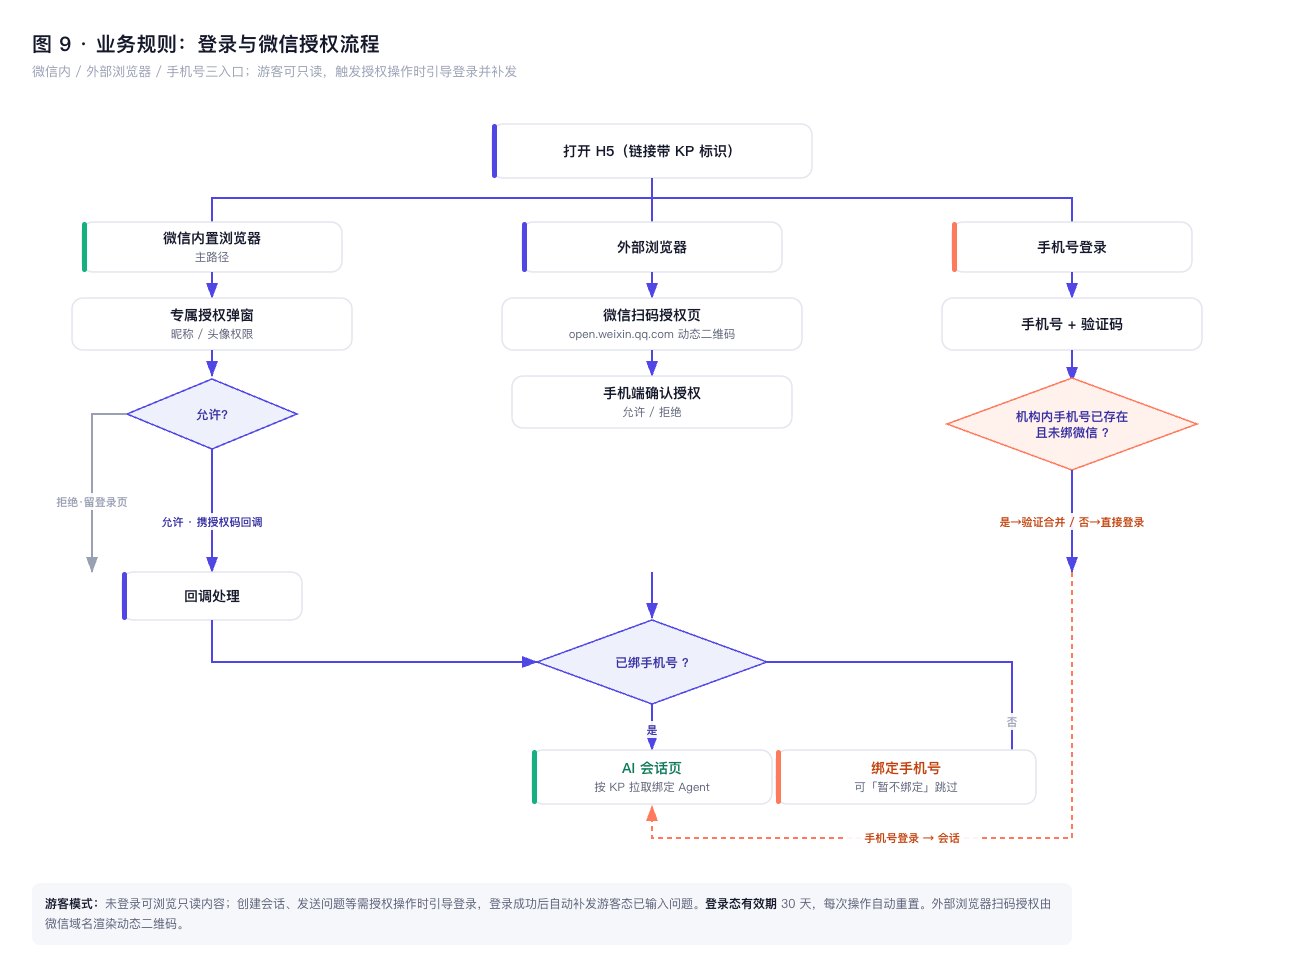 图 9 · 业务规则：登录与微信授权流程
微信内 / 外部浏览器 / 手机号三入口；游客可只读，触发授权操作时引导登录并补发
打开 H5（链接带 KP 标识）
微信内置浏览器
主路径
外部浏览器
手机号登录
专属授权弹窗
昵称 / 头像权限
微信扫码授权页
open.weixin.qq.com 动态二维码
手机号 + 验证码
手机端确认授权
允许 / 拒绝
允许?
机构内手机号已存在
且未绑微信 ?
拒绝·留登录页
允许 · 携授权码回调
是→验证合并 / 否→直接登录
回调处理
已绑手机号 ?
否
是
AI 会话页
按 KP 拉取绑定 Agent
绑定手机号
可「暂不绑定」跳过
手机号登录 → 会话
游客模式：未登录可浏览只读内容；创建会话、发送问题等需授权操作时引导登录，登录成功后自动补发游客态已输入问题。登录态有效期 30 天，每次操作自动重置。外部浏览器扫码授权由
微信域名渲染动态二维码。